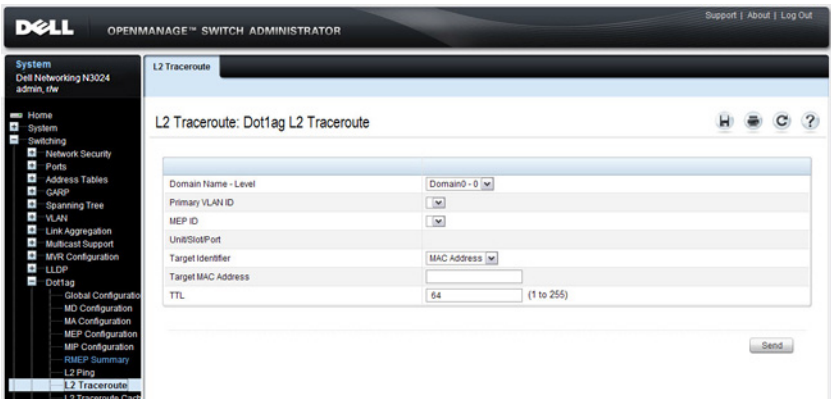 Support | About | Log Out
DELL
OPENMANAGE™ SWITCH ADMINISTRATOR
System
Dell Networking N3024
admin, r/w
L2 Traceroute
Home
System
Switching
Network Security
Ports
Address Tables
GARP
Spanning Tree
VLAN
Link Aggregation
Multicast Support
MVR Configuration
LLDP
Dot1ag
Global Configuratio
MD Configuration
MA Configuration
MEP Configuration
MIP Configuration
RMEP Summary
L2 Ping
L2 Traceroute
L2 Traceroute Cach
L2 Traceroute: Dot1ag L2 Traceroute
Domain Name - Level Domain0 - 0
Primary VLAN ID
MEP ID
Unit/Slot/Port
Target Identifier MAC Address
Target MAC Address
TTL 64 (1 to 255)
Send